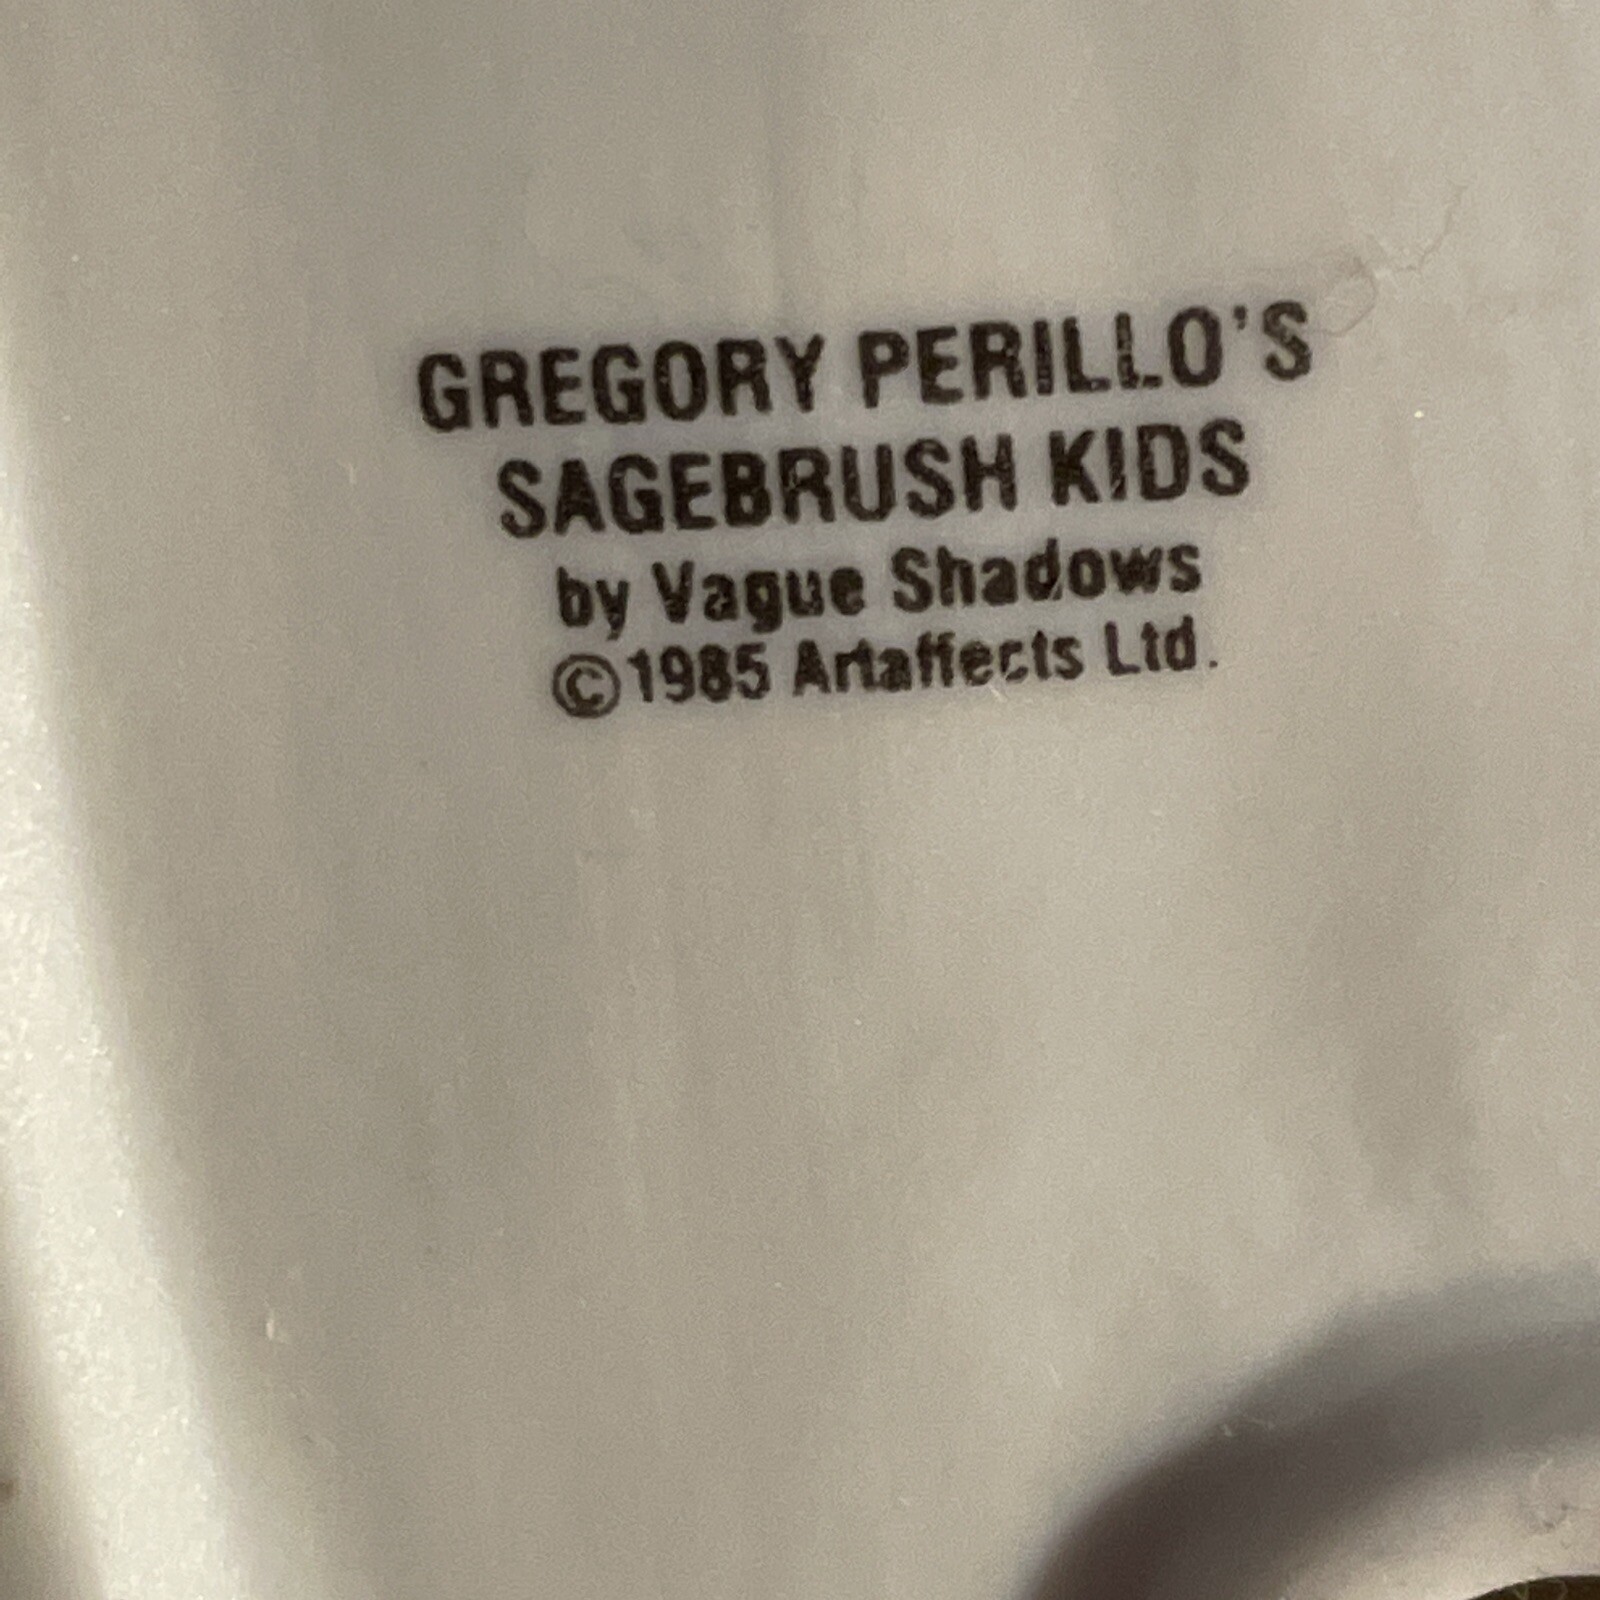 GREGORY PERILLO'S
SAGEBRUSH KIDS
by Vague Shadows
©1985 Artaffects Ltd.